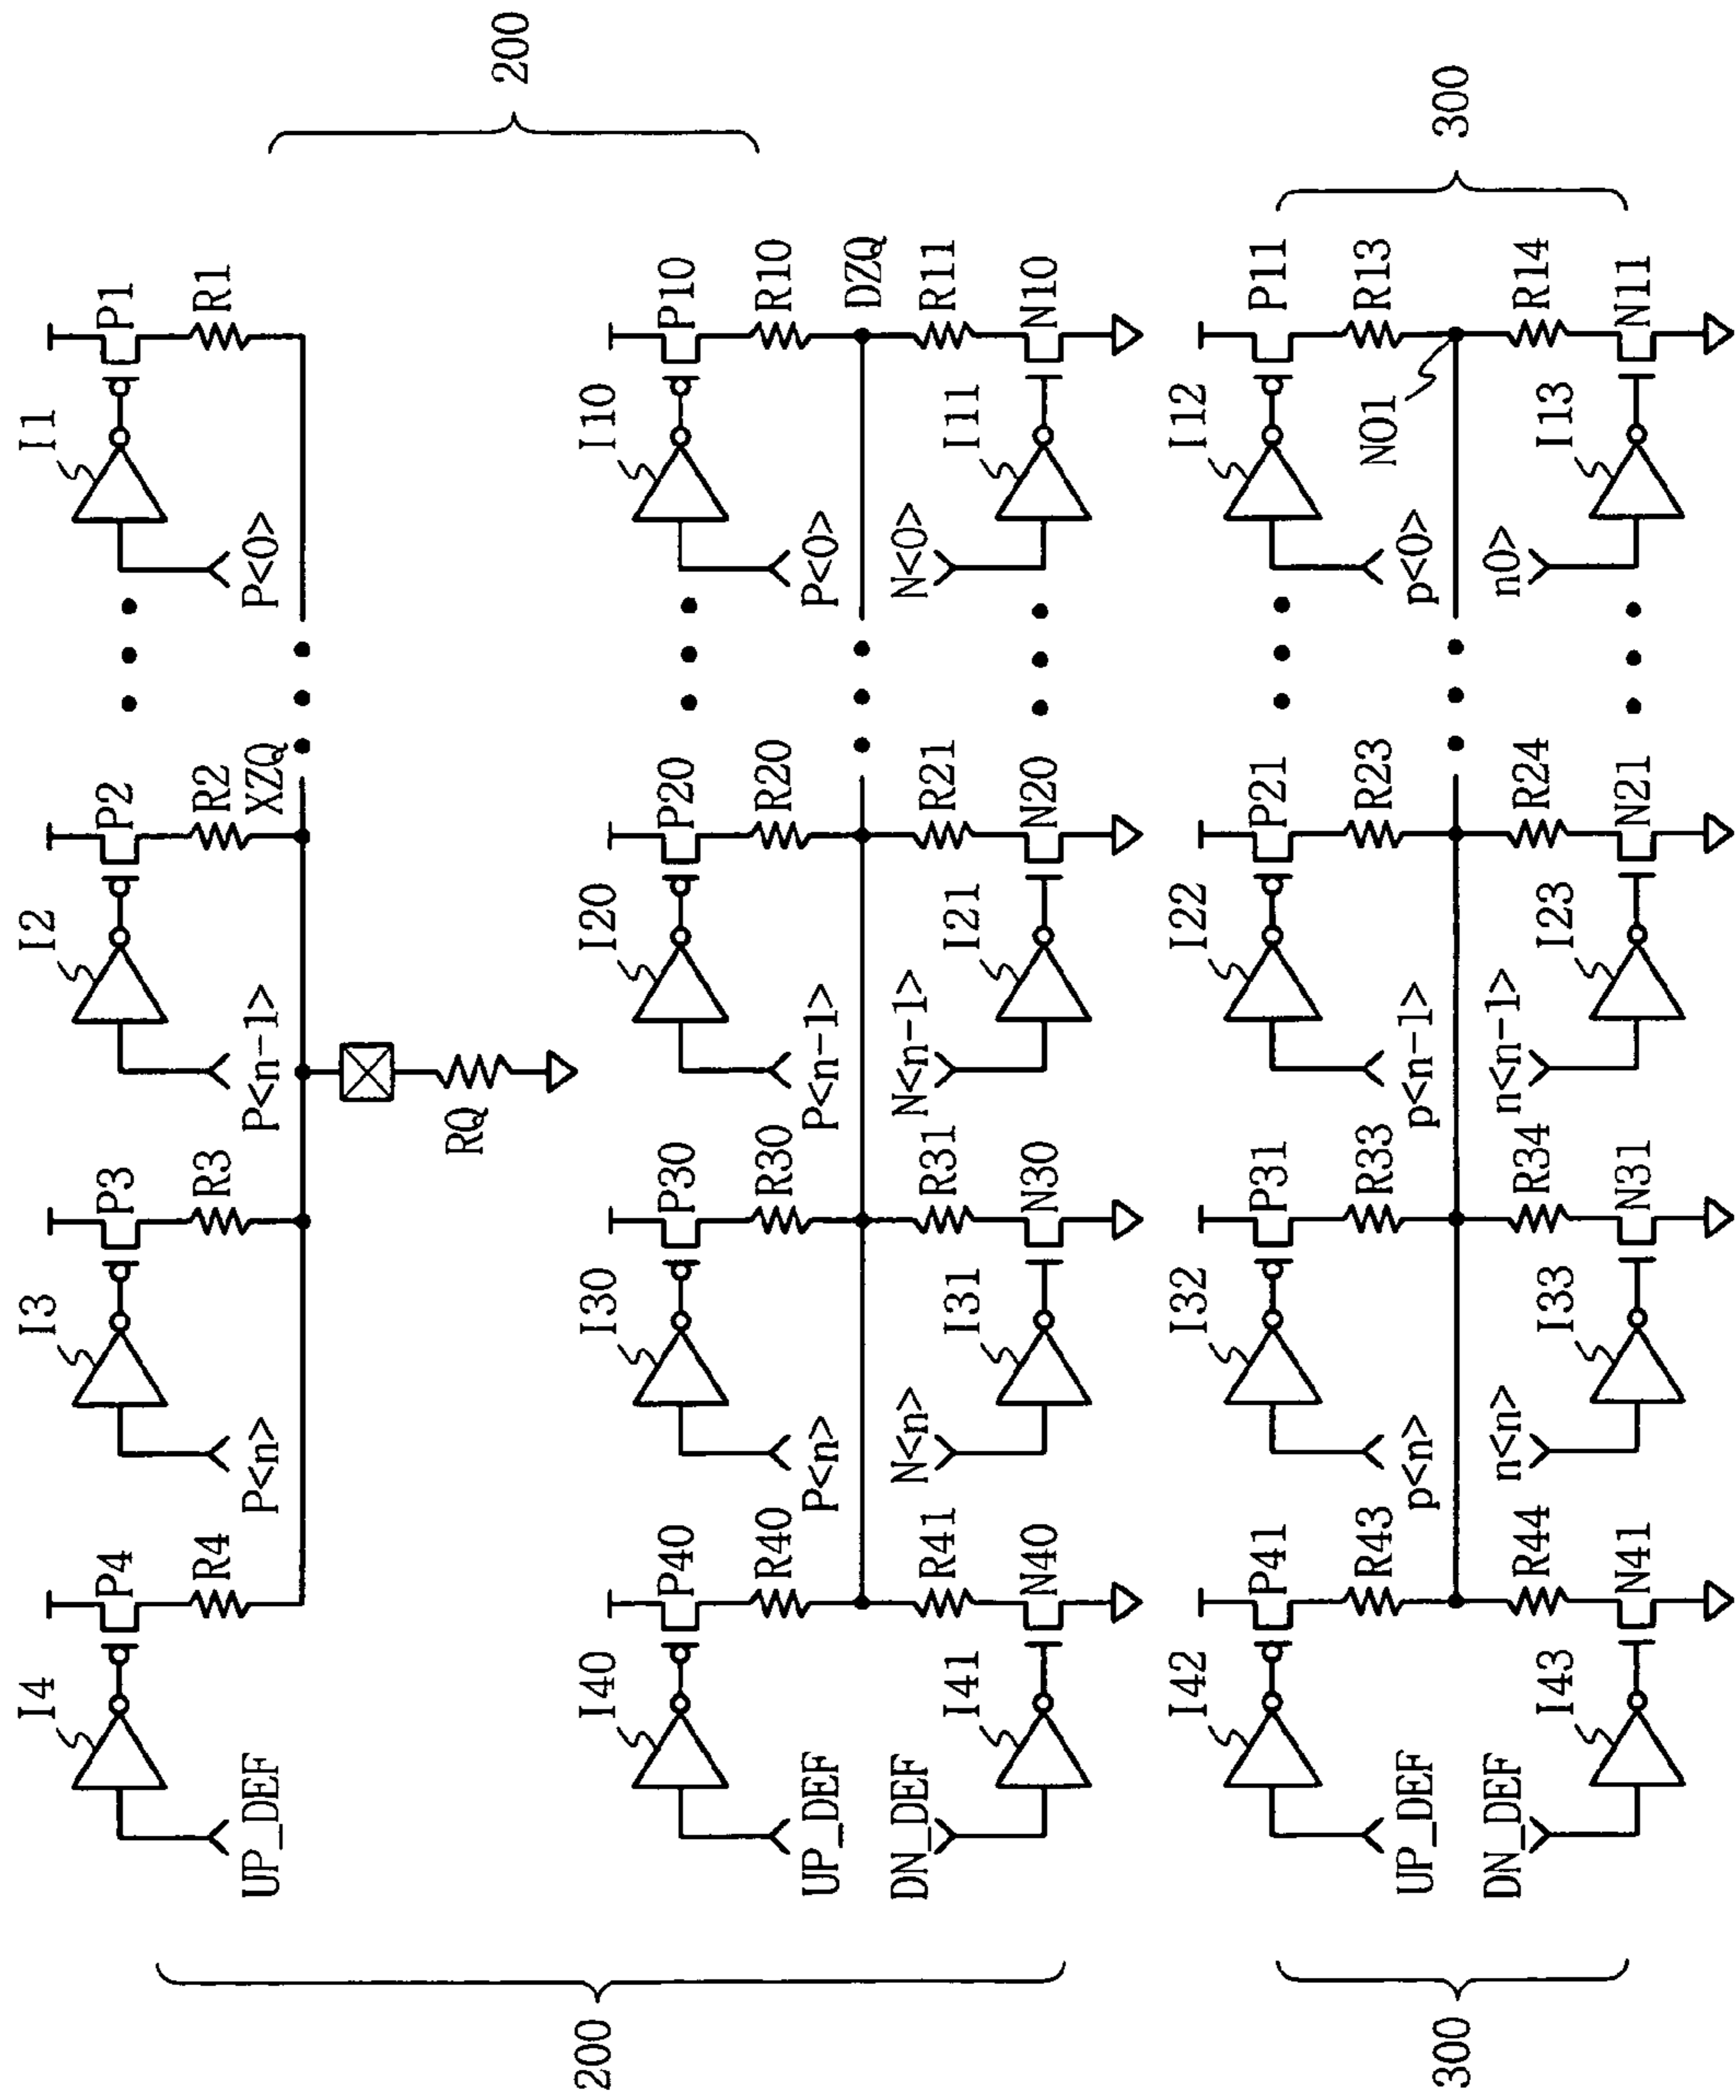 I4 I3 I2 I1
P4 P3 P2 P1
R4 R3 R2 R1
UP_DEF P<n> P<n-1> XZQ P<0>
RQ
200
200
I40 I30 I20 I10
P40 P30 P20 P10
R40 R30 R20 R10
UP_DEF P<n> P<n-1> P<0>
DZQ
DN_DEF N<n> N<n-1> N<0>
R41 R31 R21 R11
I41 I31 I21 I11
N40 N30 N20 N10
I42 I32 I22 I12
P41 P31 P21 P11
R43 R33 R23 R13
NO1
UP_DEF p<n> p<n-1> p<0>
300
300
DN_DEF n<n> n<n-1> n0>
R44 R34 R24 R14
I43 I33 I23 I13
N41 N31 N21 N11